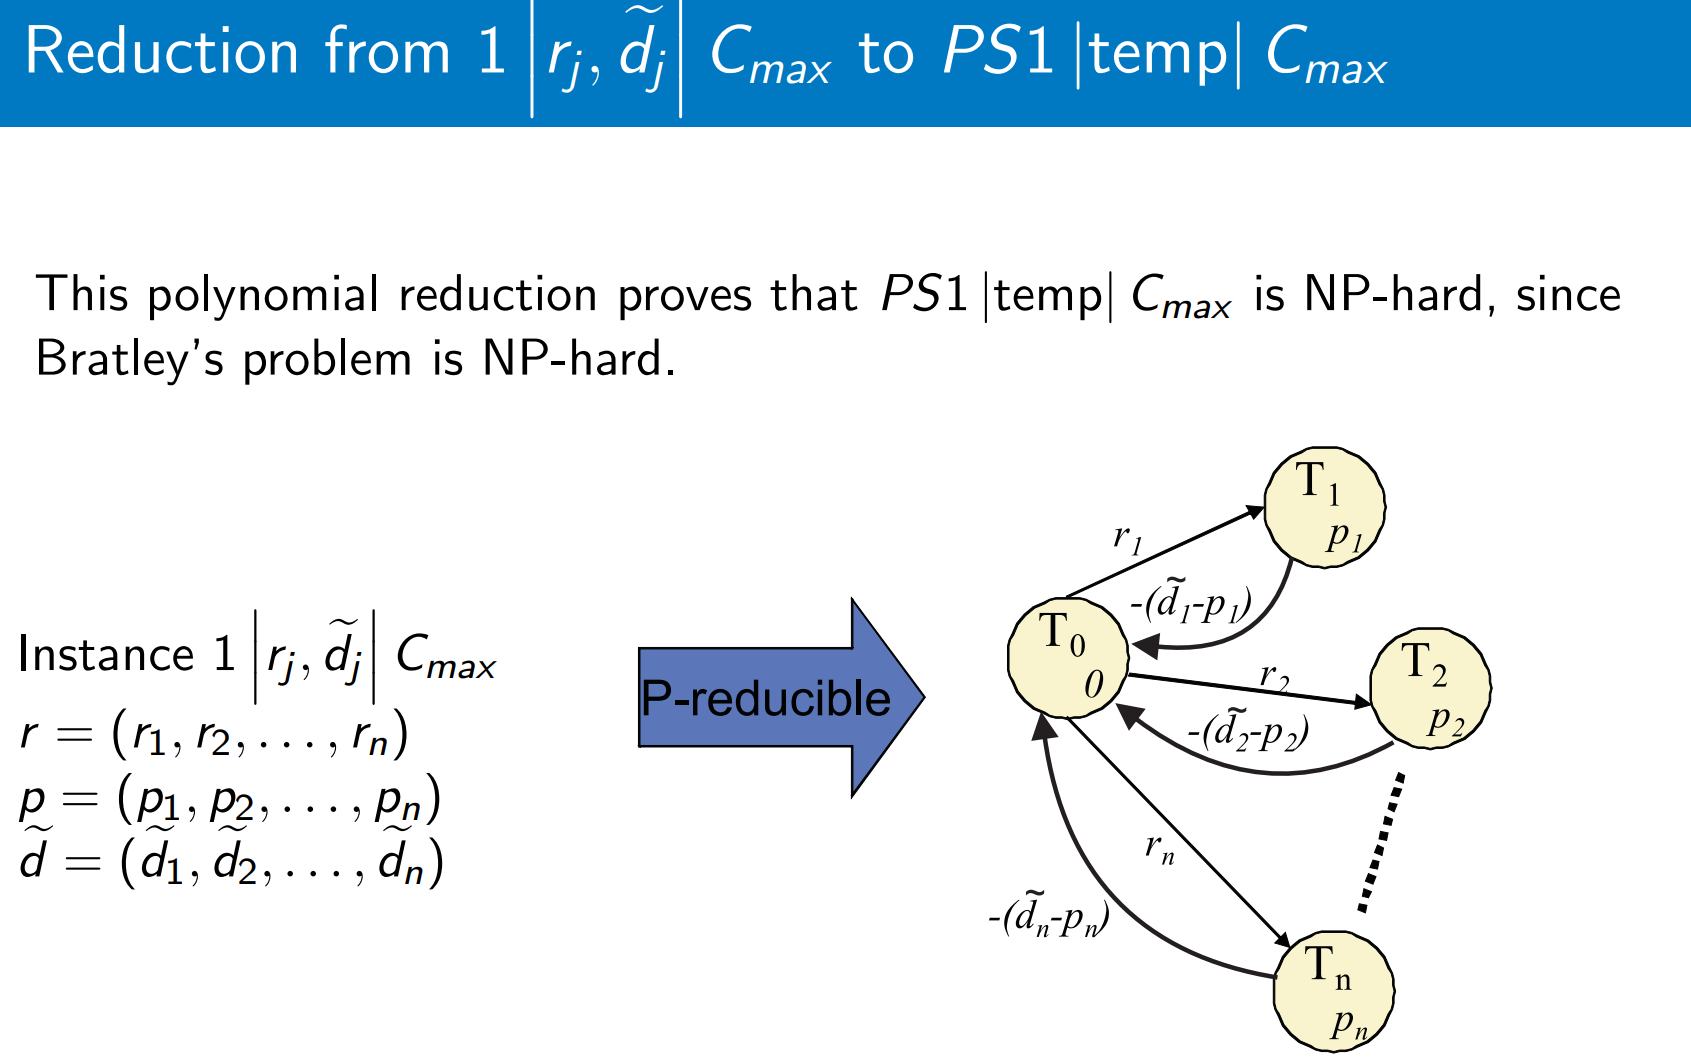 Reduction from 1 |r_j, d̃_j| C_max to PS1 |temp| C_max
This polynomial reduction proves that PS1 |temp| C_max is NP-hard, since
Bratley's problem is NP-hard.
Instance 1 |r_j, d̃_j| C_max
r = (r_1, r_2, . . . , r_n)
p = (p_1, p_2, . . . , p_n)
d̃ = (d̃_1, d̃_2, . . . , d̃_n)
P-reducible
T_1
p_1
r_1
-(d̃_1-p_1)
T_0
0
r_2
T_2
p_2
-(d̃_2-p_2)
r_n
-(d̃_n-p_n)
T_n
p_n